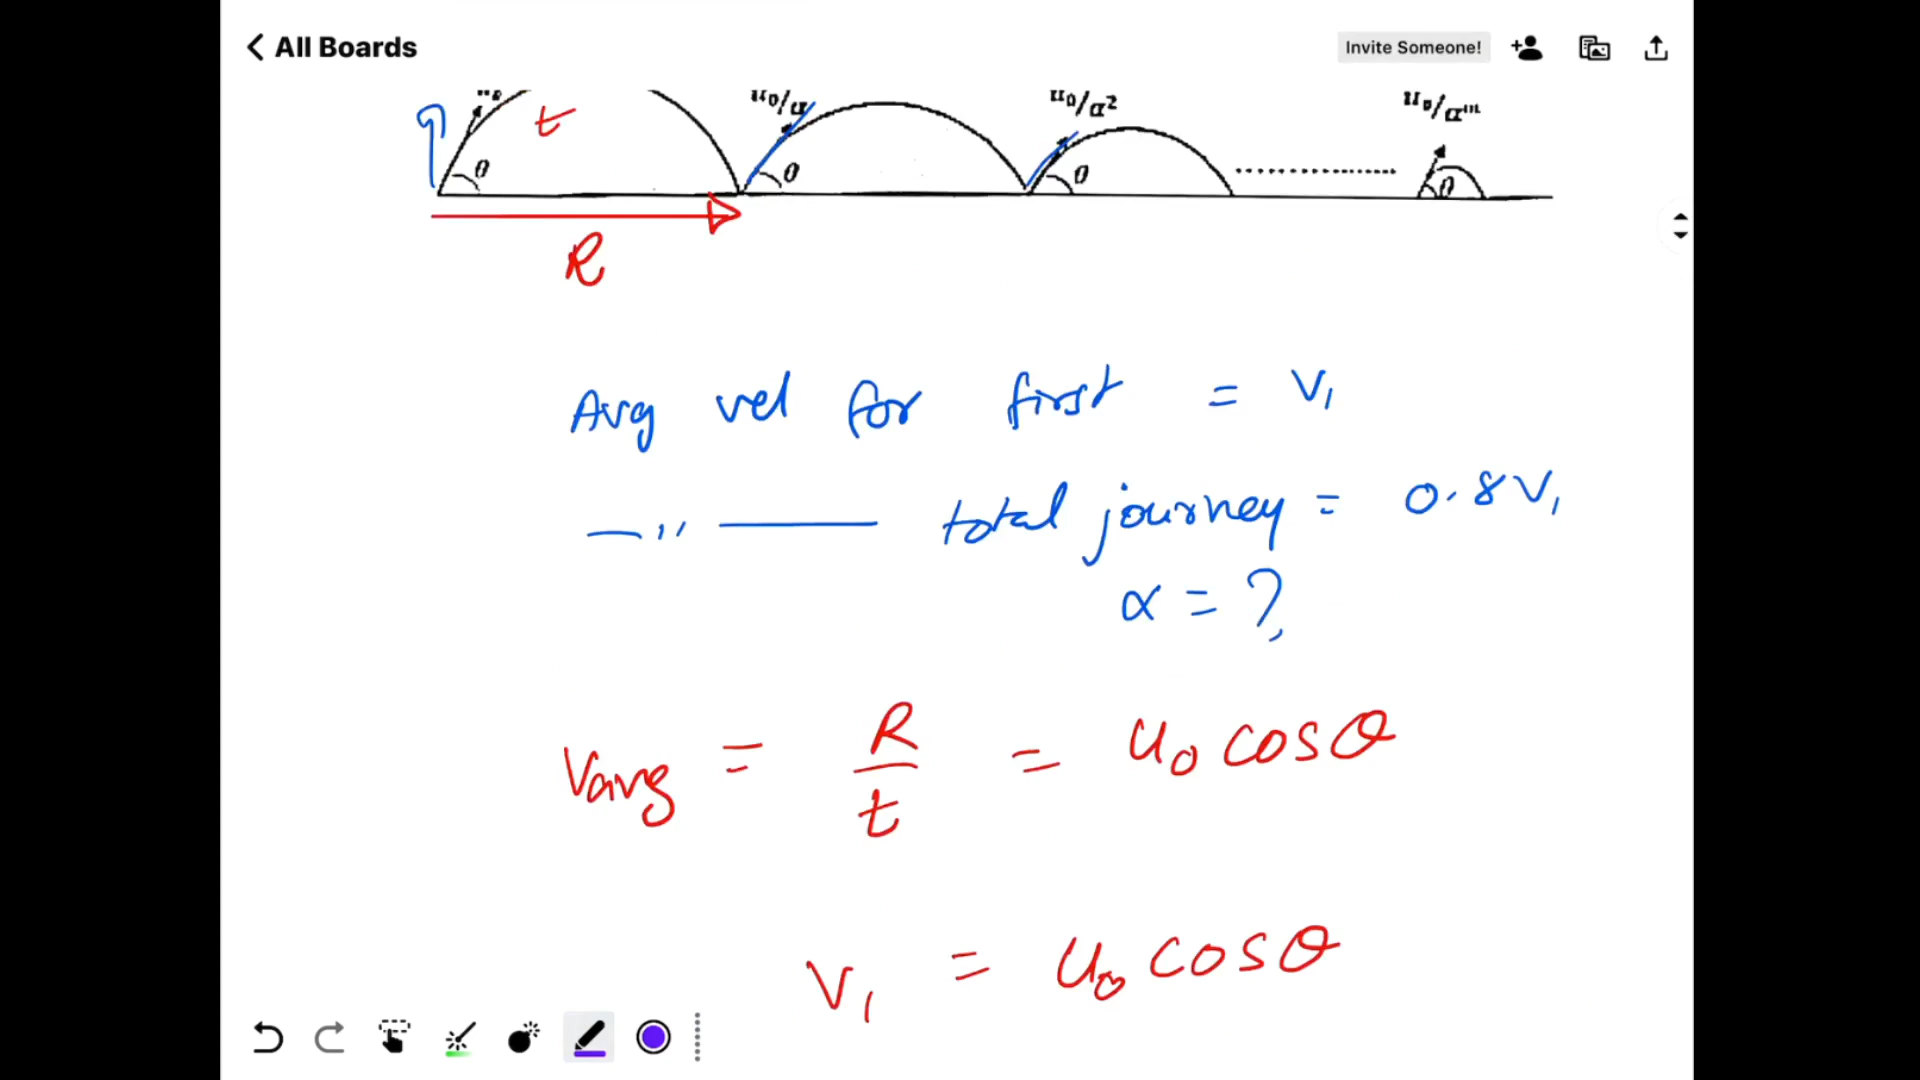 All Boards
Invite Someone!
u₀/α u₀/α² u₀/αᵐ
t
θ θ θ θ
R
Avg vel for first = V₁
—〃— total journey = 0.8V₁
α = ?
Vavg = R/t = u₀ cosθ
V₁ = u₀ cosθ